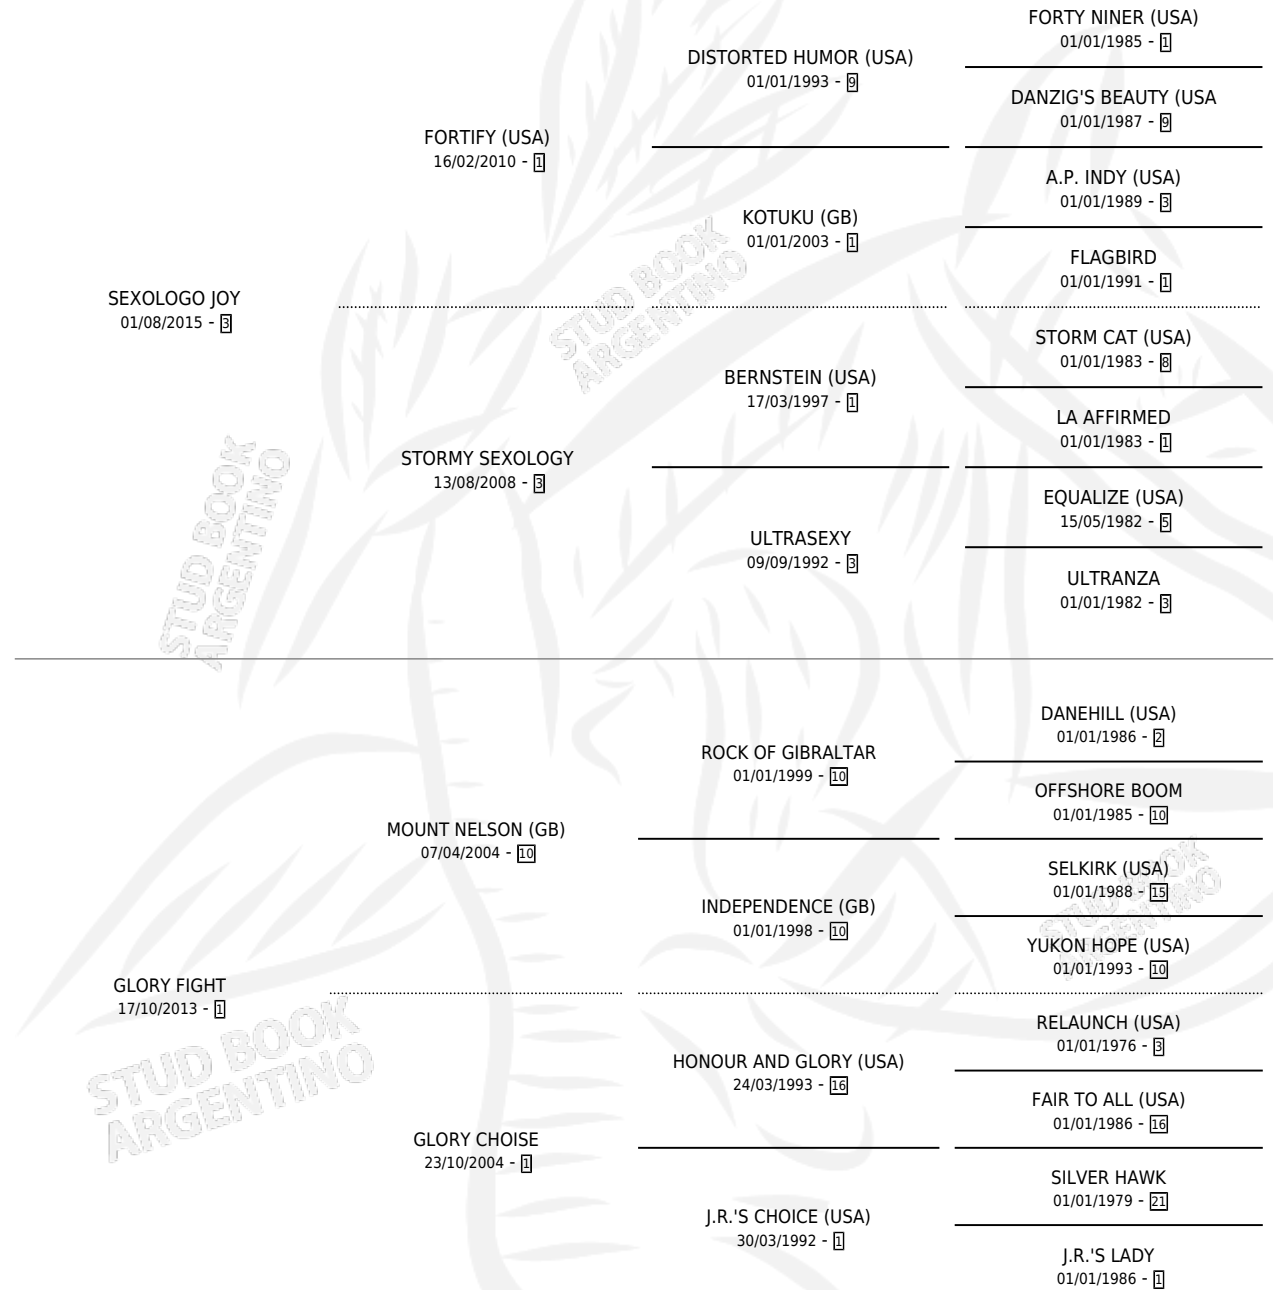 FORTY NINER (USA)
01/01/1985 - 1
DISTORTED HUMOR (USA)
01/01/1993 - 9
DANZIG'S BEAUTY (USA
01/01/1987 - 9
FORTIFY (USA)
16/02/2010 - 1
A.P. INDY (USA)
01/01/1989 - 3
KOTUKU (GB)
01/01/2003 - 1
FLAGBIRD
01/01/1991 - 1
SEXOLOGO JOY
01/08/2015 - 3
STUD BOOK
ARGENTINO
STORM CAT (USA)
01/01/1983 - 8
BERNSTEIN (USA)
17/03/1997 - 1
LA AFFIRMED
01/01/1983 - 1
STORMY SEXOLOGY
13/08/2008 - 3
EQUALIZE (USA)
15/05/1982 - 5
ULTRASEXY
09/09/1992 - 3
ULTRANZA
01/01/1982 - 3
STUD BOOK
ARGENTINO
DANEHILL (USA)
01/01/1986 - 2
ROCK OF GIBRALTAR
01/01/1999 - 10
OFFSHORE BOOM
01/01/1985 - 10
MOUNT NELSON (GB)
07/04/2004 - 10
SELKIRK (USA)
01/01/1988 - 15
STUD BOOK
ARGENTINO
INDEPENDENCE (GB)
01/01/1998 - 10
YUKON HOPE (USA)
01/01/1993 - 10
GLORY FIGHT
17/10/2013 - 1
STUD BOOK
ARGENTINO
RELAUNCH (USA)
01/01/1976 - 3
HONOUR AND GLORY (USA)
24/03/1993 - 16
FAIR TO ALL (USA)
01/01/1986 - 16
GLORY CHOISE
23/10/2004 - 1
SILVER HAWK
01/01/1979 - 21
J.R.'S CHOICE (USA)
30/03/1992 - 1
J.R.'S LADY
01/01/1986 - 1